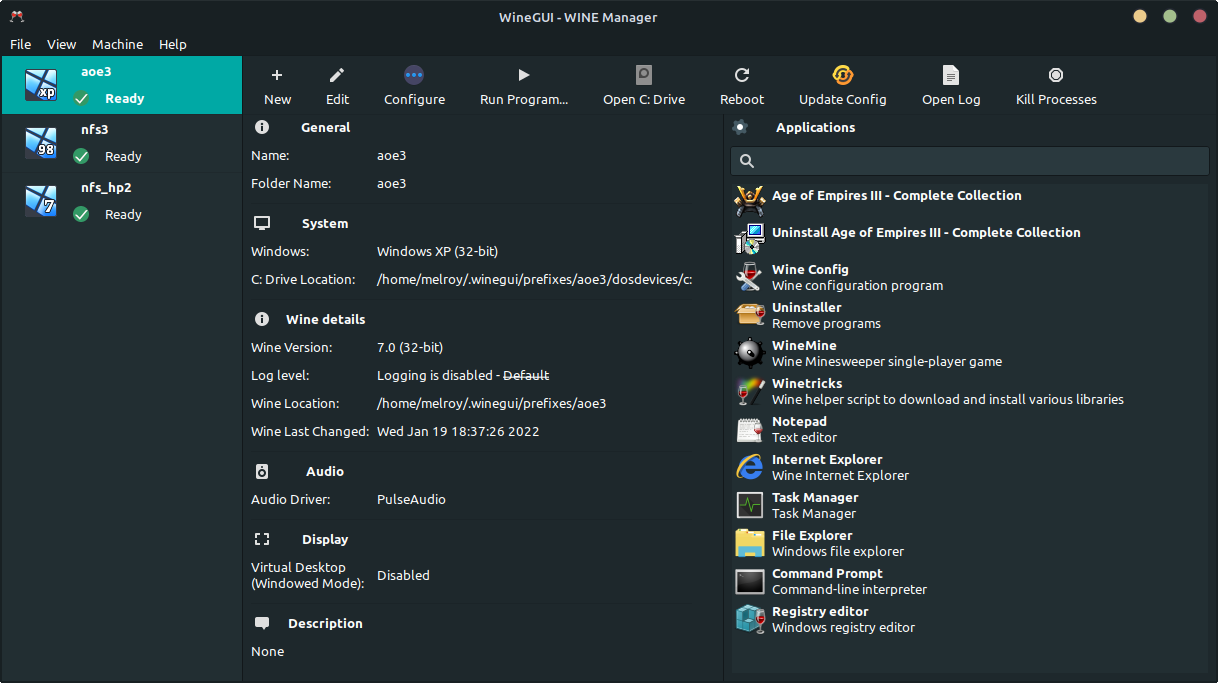 WineGUI - WINE Manager
File View Machine Help
xp
aoe3
Ready
98
nfs3
Ready
7
nfs_hp2
Ready
New Edit Configure Run Program... Open C: Drive Reboot Update Config Open Log Kill Processes
General
Name: aoe3
Folder Name: aoe3
System
Windows: Windows XP (32-bit)
C: Drive Location: /home/melroy/.winegui/prefixes/aoe3/dosdevices/c:
Wine details
Wine Version: 7.0 (32-bit)
Log level: Logging is disabled - Default
Wine Location: /home/melroy/.winegui/prefixes/aoe3
Wine Last Changed: Wed Jan 19 18:37:26 2022
Audio
Audio Driver: PulseAudio
Display
Virtual Desktop
(Windowed Mode): Disabled
Description
None
Applications
Age of Empires III - Complete Collection
Uninstall Age of Empires III - Complete Collection
Wine Config
Wine configuration program
Uninstaller
Remove programs
WineMine
Wine Minesweeper single-player game
Winetricks
Wine helper script to download and install various libraries
Notepad
Text editor
Internet Explorer
Wine Internet Explorer
Task Manager
Task Manager
File Explorer
Windows file explorer
Command Prompt
Command-line interpreter
Registry editor
Windows registry editor